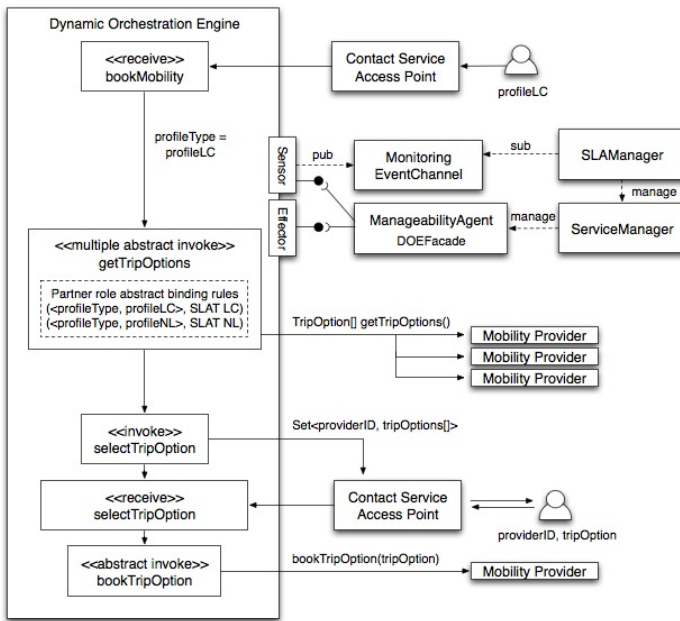 Dynamic Orchestration Engine
<<receive>>
bookMobility
Contact Service
Access Point
profileLC
profileType =
profileLC
Sensor
pub
Monitoring
EventChannel
sub
SLAManager
manage
Effector
ManageabilityAgent
DOEFacade
manage
ServiceManager
<<multiple abstract invoke>>
getTripOptions
Partner role abstract binding rules
(<profileType, profileLC>, SLAT LC)
(<profileType, profileNL>, SLAT NL)
TripOption[] getTripOptions()
Mobility Provider
Mobility Provider
Mobility Provider
<<invoke>>
selectTripOption
Set<providerID, tripOptions[]>
<<receive>>
selectTripOption
Contact Service
Access Point
providerID, tripOption
<<abstract invoke>>
bookTripOption
bookTripOption(tripOption)
Mobility Provider